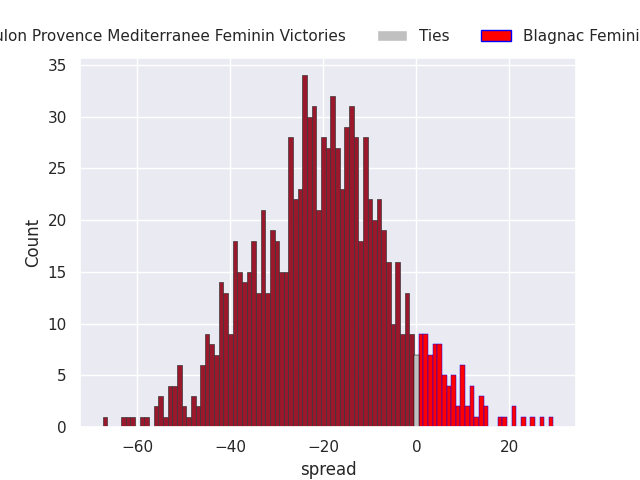 ulon Provence Mediterranee Feminin Victories Ties Blagnac Femini
35
30
25
20
15
10
5
0
Count
−60 −40 −20 0 20
spread